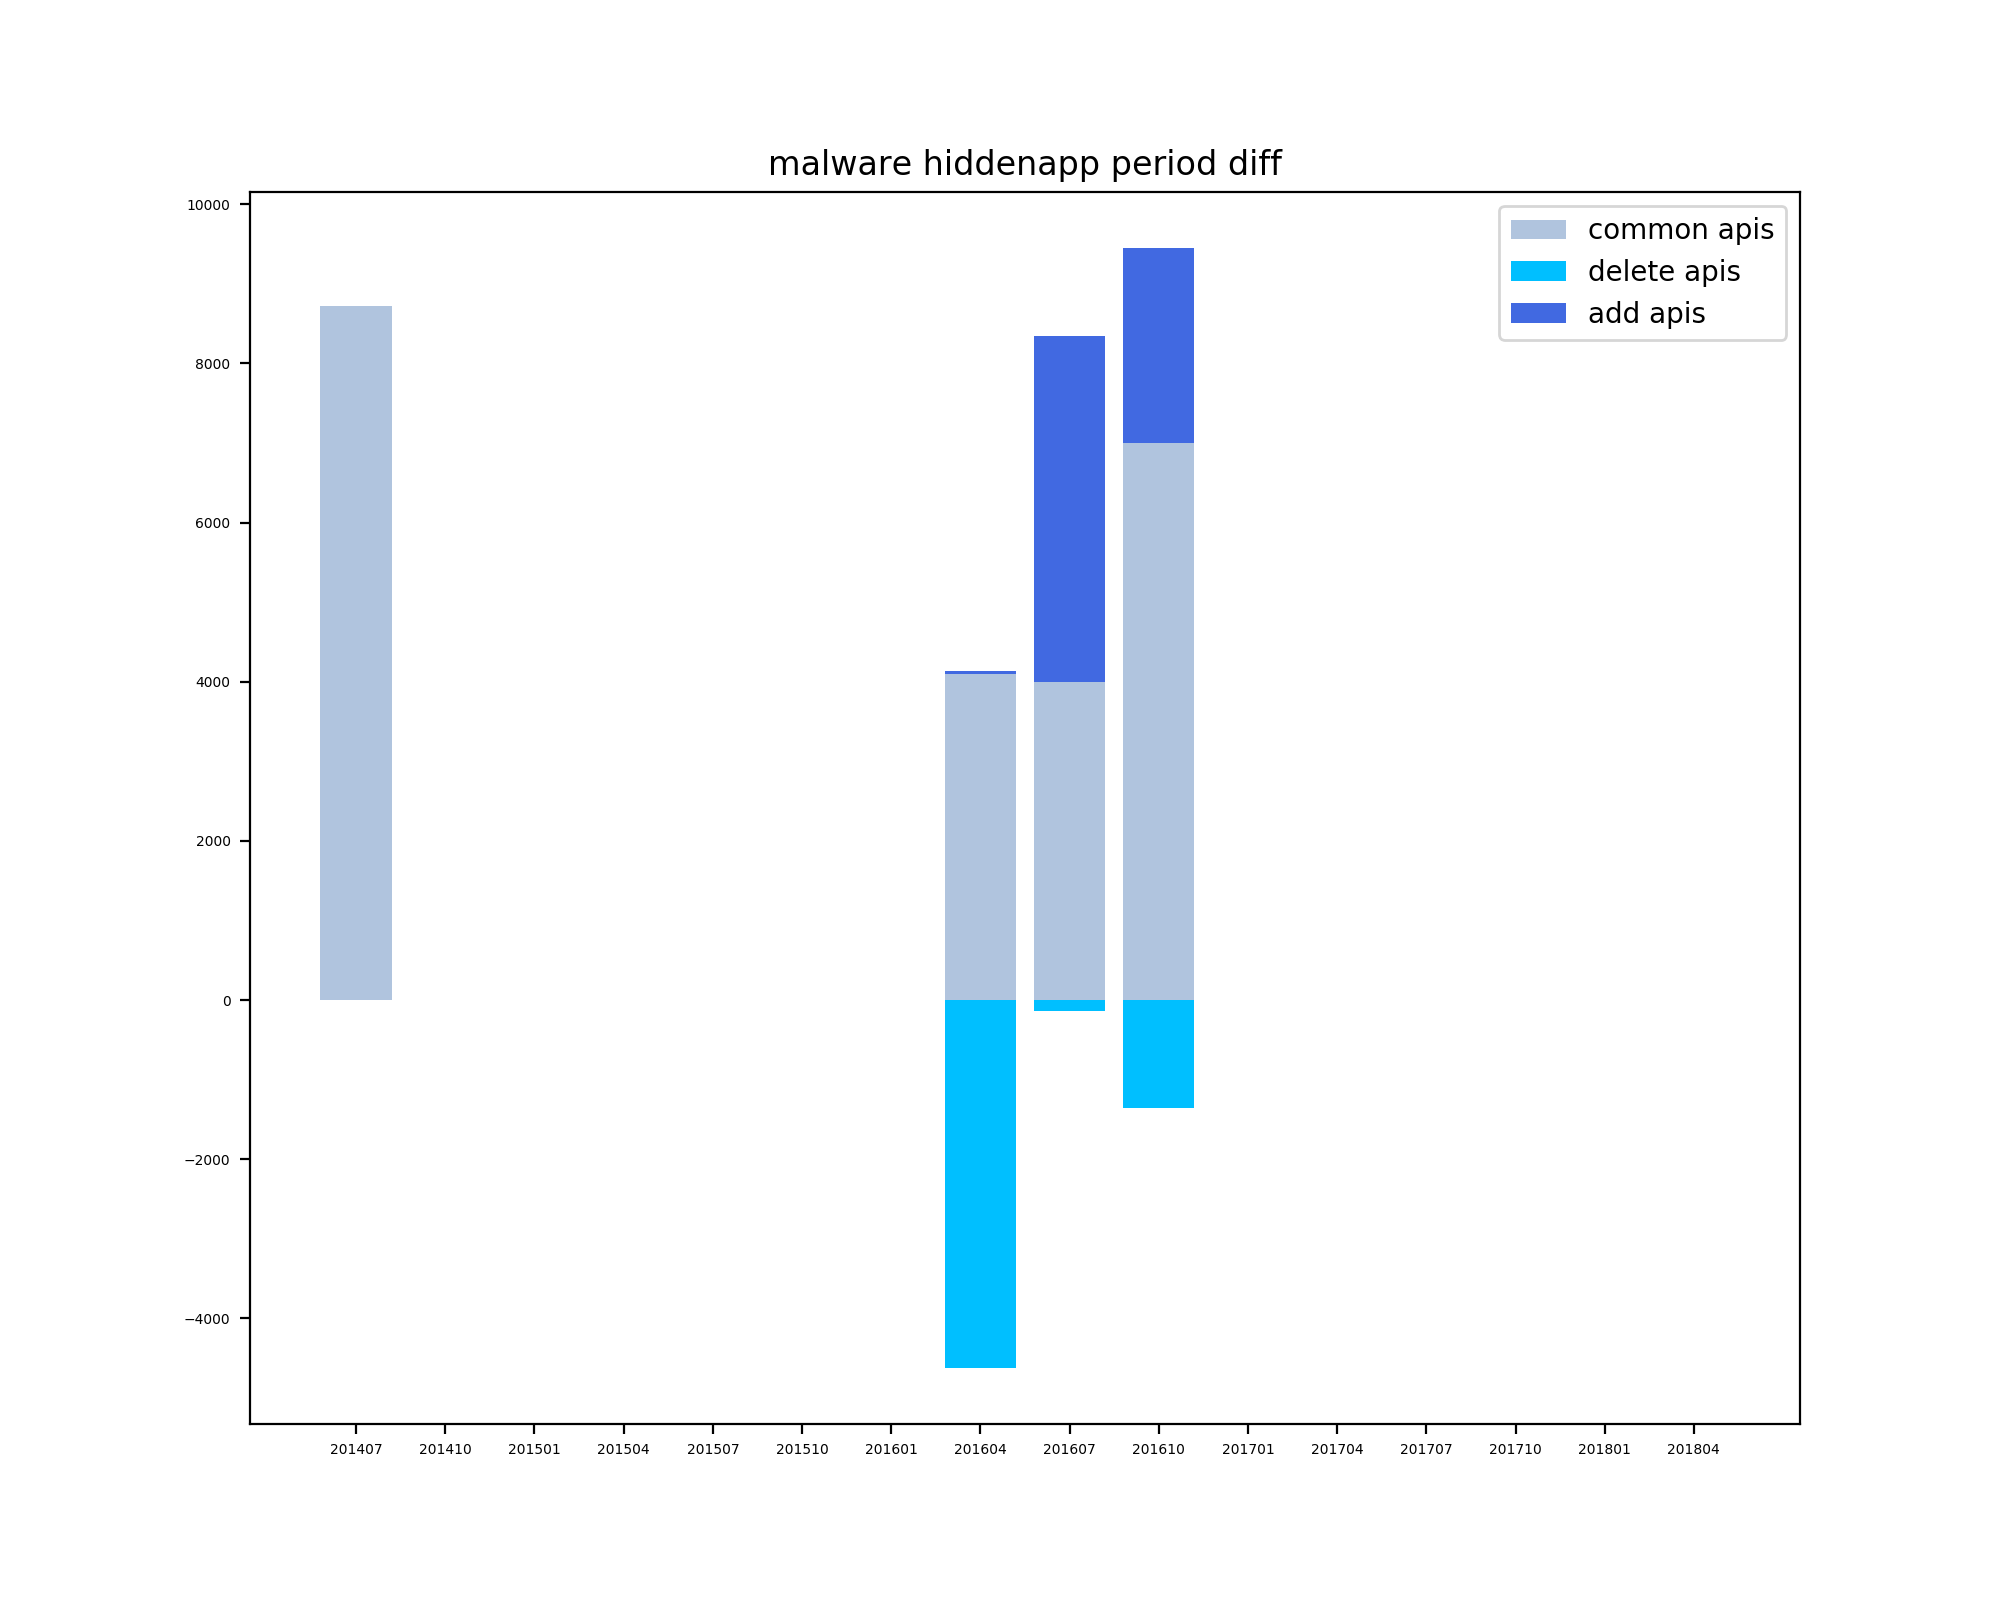 malware hiddenapp period diff
10000
8000
6000
4000
2000
0
−2000
−4000
common apis
delete apis
add apis
201407 201410 201501 201504 201507 201510 201601 201604 201607 201610 201701 201704 201707 201710 201801 201804